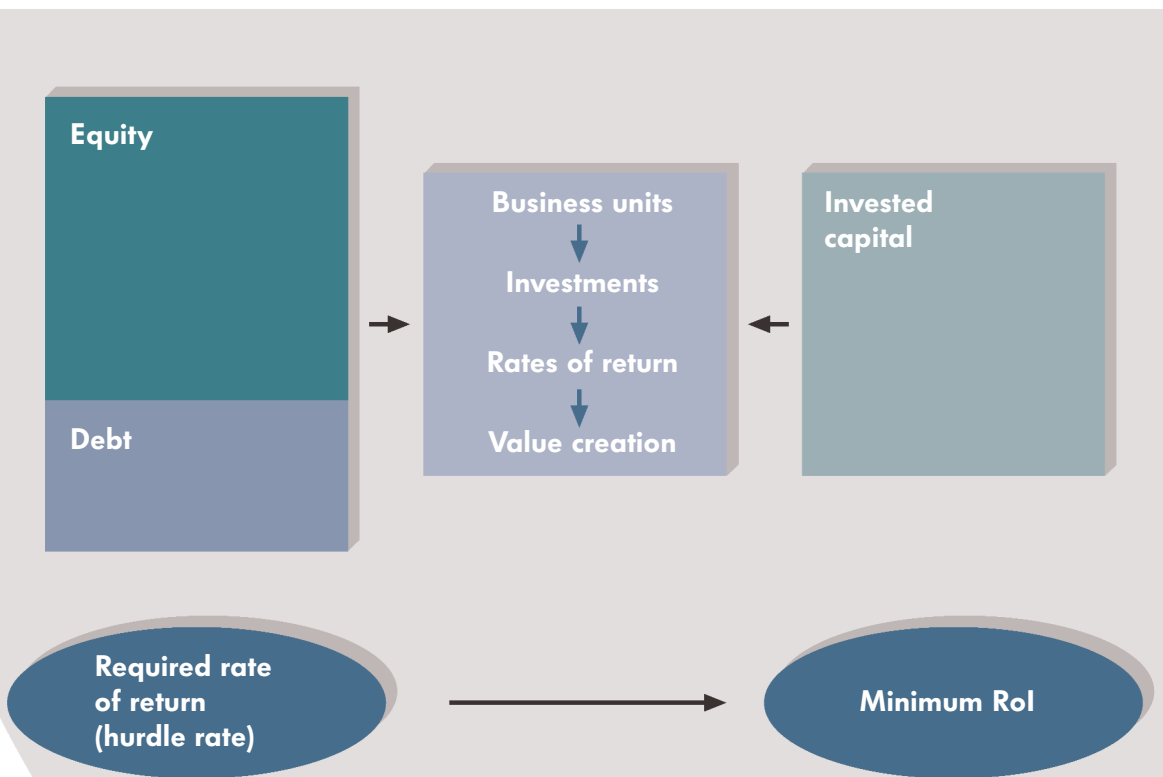 Equity
Debt
Business units
Investments
Rates of return
Value creation
Invested
capital
Required rate
of return
(hurdle rate)
Minimum RoI